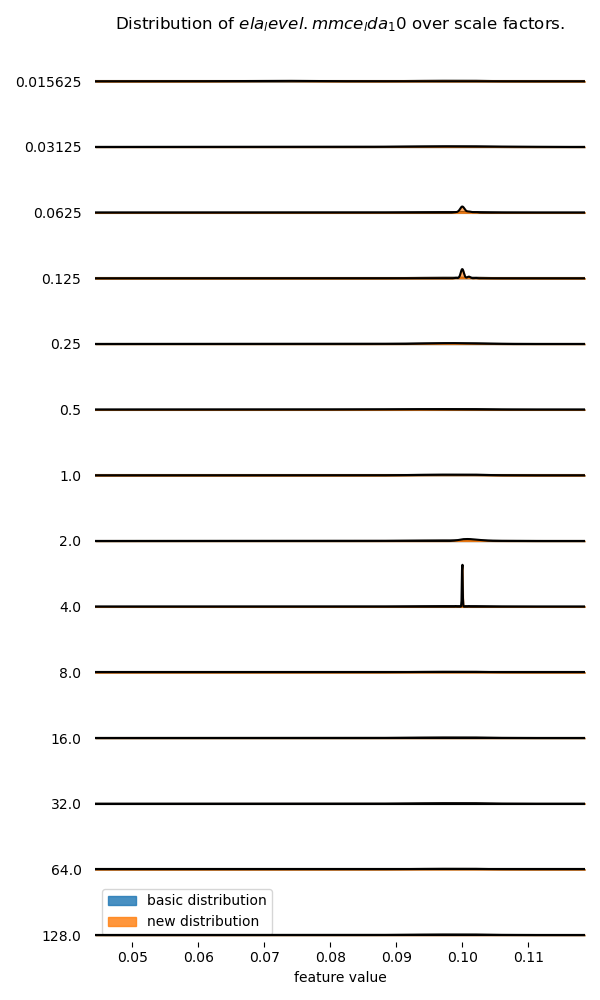 Distribution of elaₗevel.mmceₗda₁0 over scale factors.
0.015625
0.03125
0.0625
0.125
0.25
0.5
1.0
2.0
4.0
8.0
16.0
32.0
64.0
basic distribution
new distribution
128.0
0.05 0.06 0.07 0.08 0.09 0.10 0.11
feature value